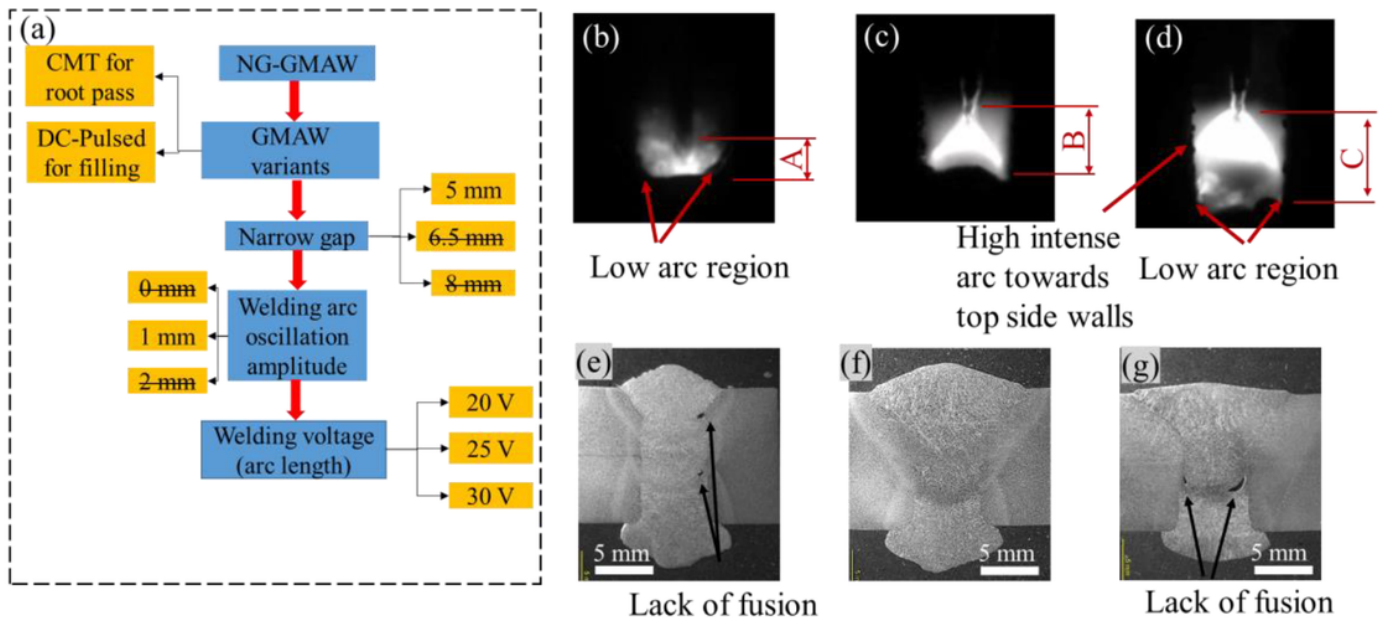 (a)
NG-GMAW
CMT for
root pass
DC-Pulsed
for filling
GMAW
variants
Narrow gap
5 mm
6.5 mm
8 mm
0 mm
1 mm
2 mm
Welding arc
oscillation
amplitude
Welding voltage
(arc length)
20 V
25 V
30 V
(b)
A
Low arc region
(c)
B
(d)
C
High intense
arc towards
top side walls
Low arc region
(e)
5 mm
Lack of fusion
(f)
5 mm
(g)
5 mm
Lack of fusion